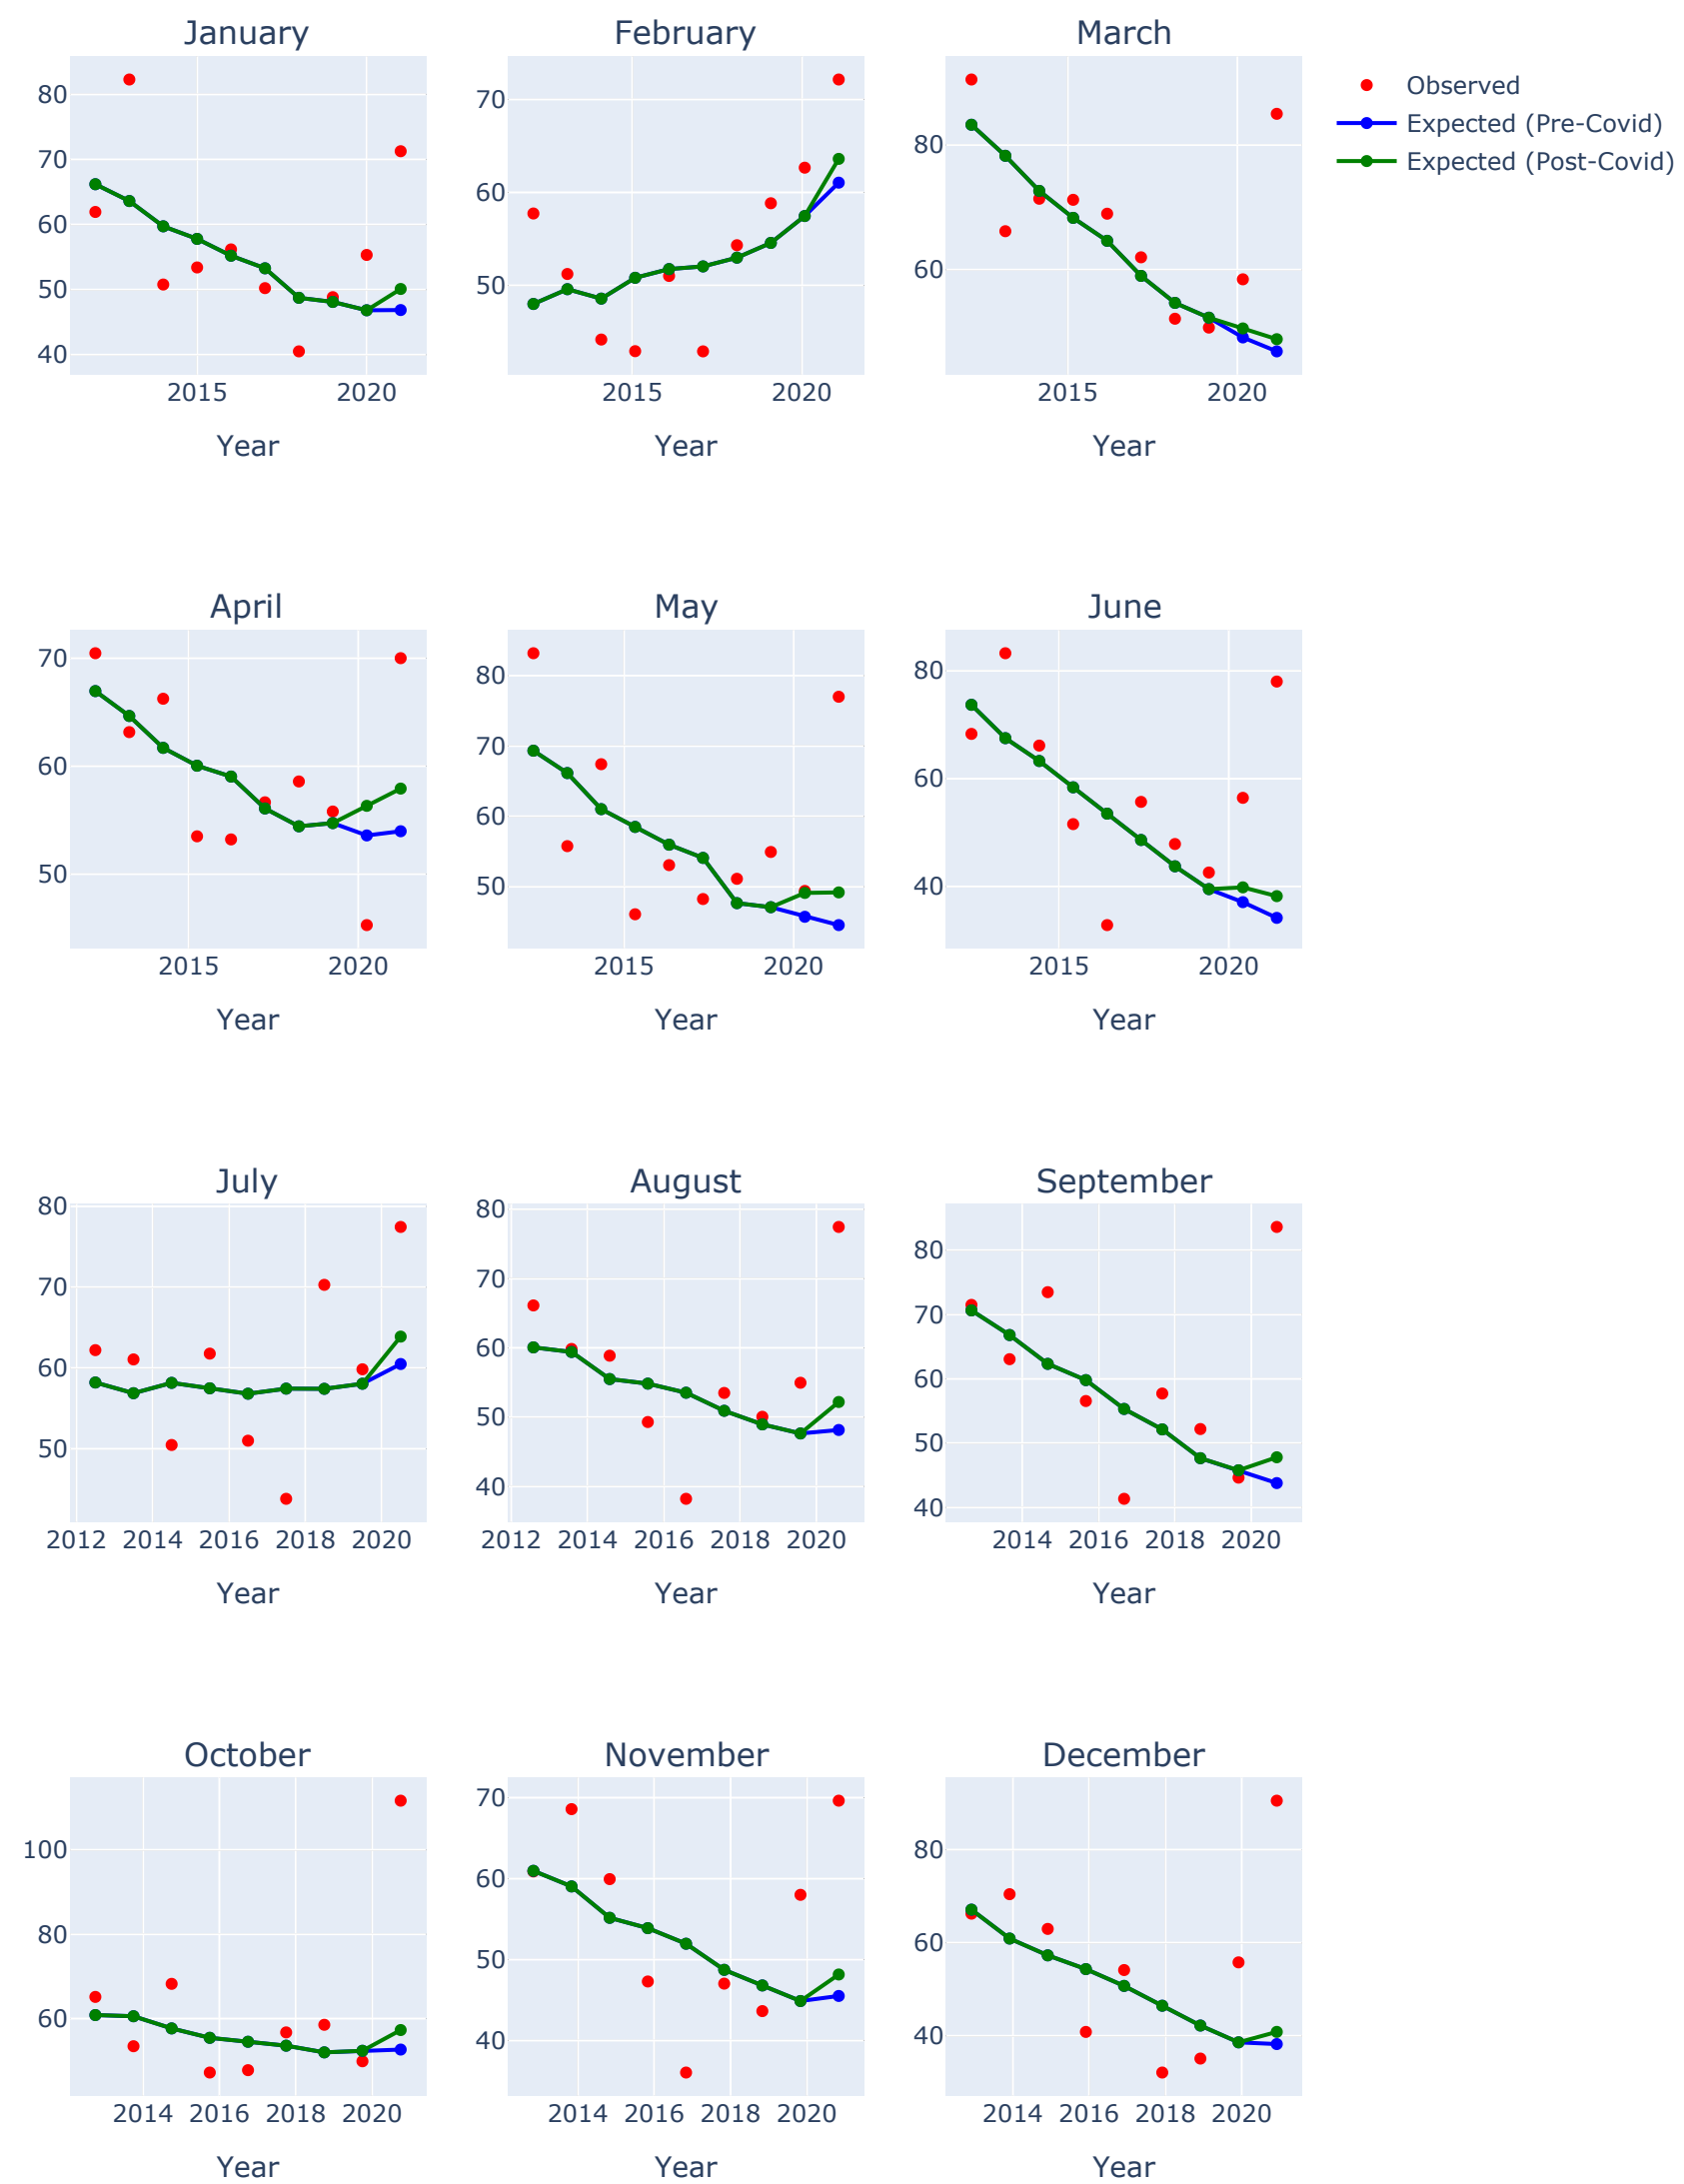 January February March
80
70
60
50
40
2015 2020
Year
70
60
50
2015 2020
Year
80
60
2015 2020
Year
Observed
Expected (Pre-Covid)
Expected (Post-Covid)
April May June
70
60
50
2015 2020
Year
80
70
60
50
2015 2020
Year
80
60
40
2015 2020
Year
July August September
80
70
60
50
2012 2014 2016 2018 2020
Year
80
70
60
50
40
2012 2014 2016 2018 2020
Year
80
70
60
50
40
2014 2016 2018 2020
Year
October November December
100
80
60
2014 2016 2018 2020
Year
70
60
50
40
2014 2016 2018 2020
Year
80
60
40
2014 2016 2018 2020
Year